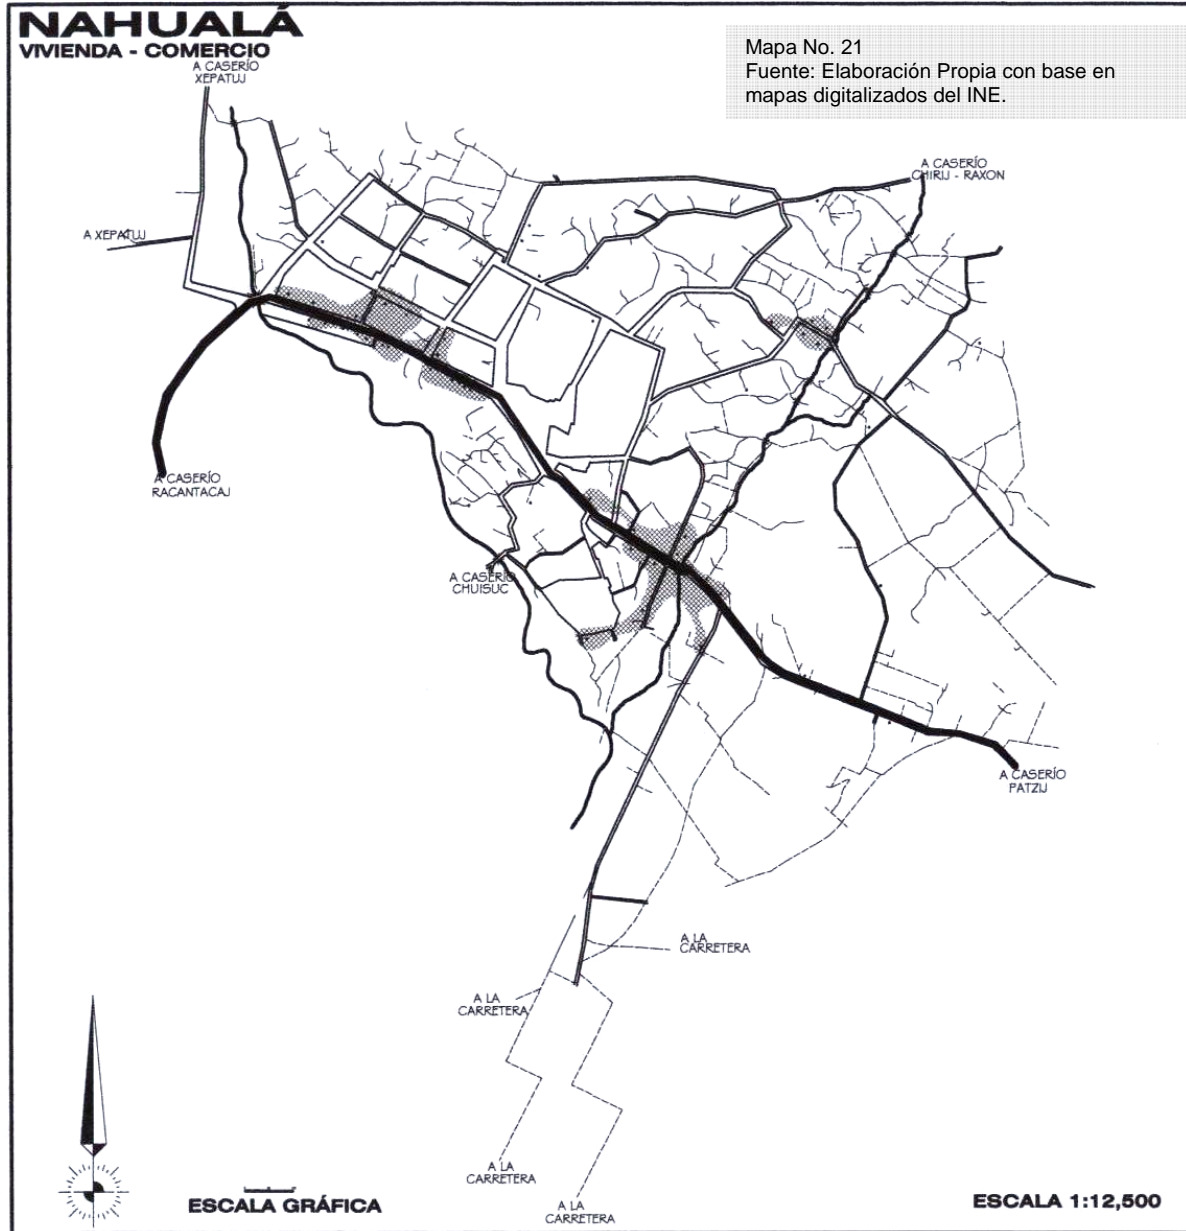 NAHUALÁ
VIVIENDA - COMERCIO
Mapa No. 21
Fuente: Elaboración Propia con base en
mapas digitalizados del INE.
A CASERÍO
XEPATUJ
A CASERÍO
CHIRIJ - RAXON
A XEPATUJ
A CASERÍO
RACANTACAJ
A CASERÍO
CHUISUC
A CASERÍO
PATZIJ
A LA
CARRETERA
A LA
CARRETERA
A LA
CARRETERA
A LA
CARRETERA
ESCALA GRÁFICA
ESCALA 1:12,500